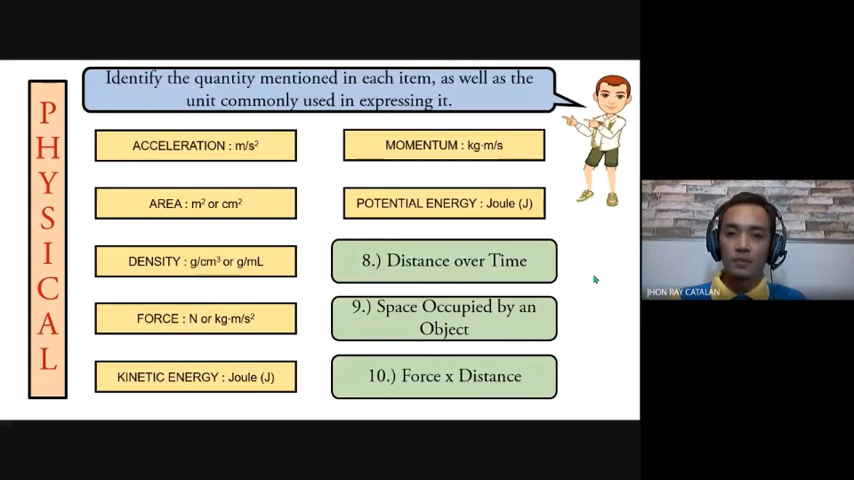 Identify the quantity mentioned in each item, as well as the
unit commonly used in expressing it.
PHYSICAL
ACCELERATION : m/s²
AREA : m² or cm²
DENSITY : g/cm³ or g/mL
FORCE : N or kg·m/s²
KINETIC ENERGY : Joule (J)
MOMENTUM : kg·m/s
POTENTIAL ENERGY : Joule (J)
8.) Distance over Time
9.) Space Occupied by an
Object
10.) Force x Distance
JHON RAY CATALAN